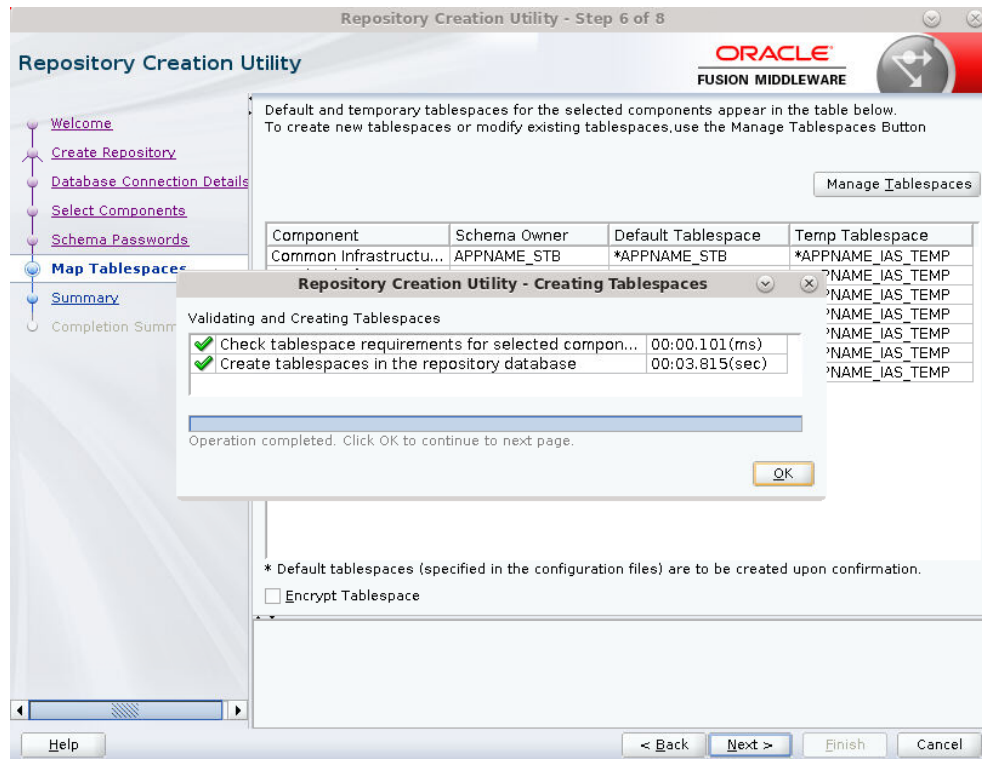 Repository Creation Utility - Step 6 of 8
Repository Creation Utility
ORACLE
FUSION MIDDLEWARE
Welcome
Create Repository
Database Connection Details
Select Components
Schema Passwords
Map Tablespaces
Summary
Completion Summ
Default and temporary tablespaces for the selected components appear in the table below.
To create new tablespaces or modify existing tablespaces,use the Manage Tablespaces Button
Manage Tablespaces
Component Schema Owner Default Tablespace Temp Tablespace
Common Infrastructu... APPNAME_STB *APPNAME_STB *APPNAME_IAS_TEMP
PNAME_IAS_TEMP
PNAME_IAS_TEMP
PNAME_IAS_TEMP
PNAME_IAS_TEMP
PNAME_IAS_TEMP
PNAME_IAS_TEMP
Repository Creation Utility - Creating Tablespaces
Validating and Creating Tablespaces
Check tablespace requirements for selected compon... 00:00.101(ms)
Create tablespaces in the repository database 00:03.815(sec)
Operation completed. Click OK to continue to next page.
OK
* Default tablespaces (specified in the configuration files) are to be created upon confirmation.
Encrypt Tablespace
Help
< Back
Next >
Finish
Cancel